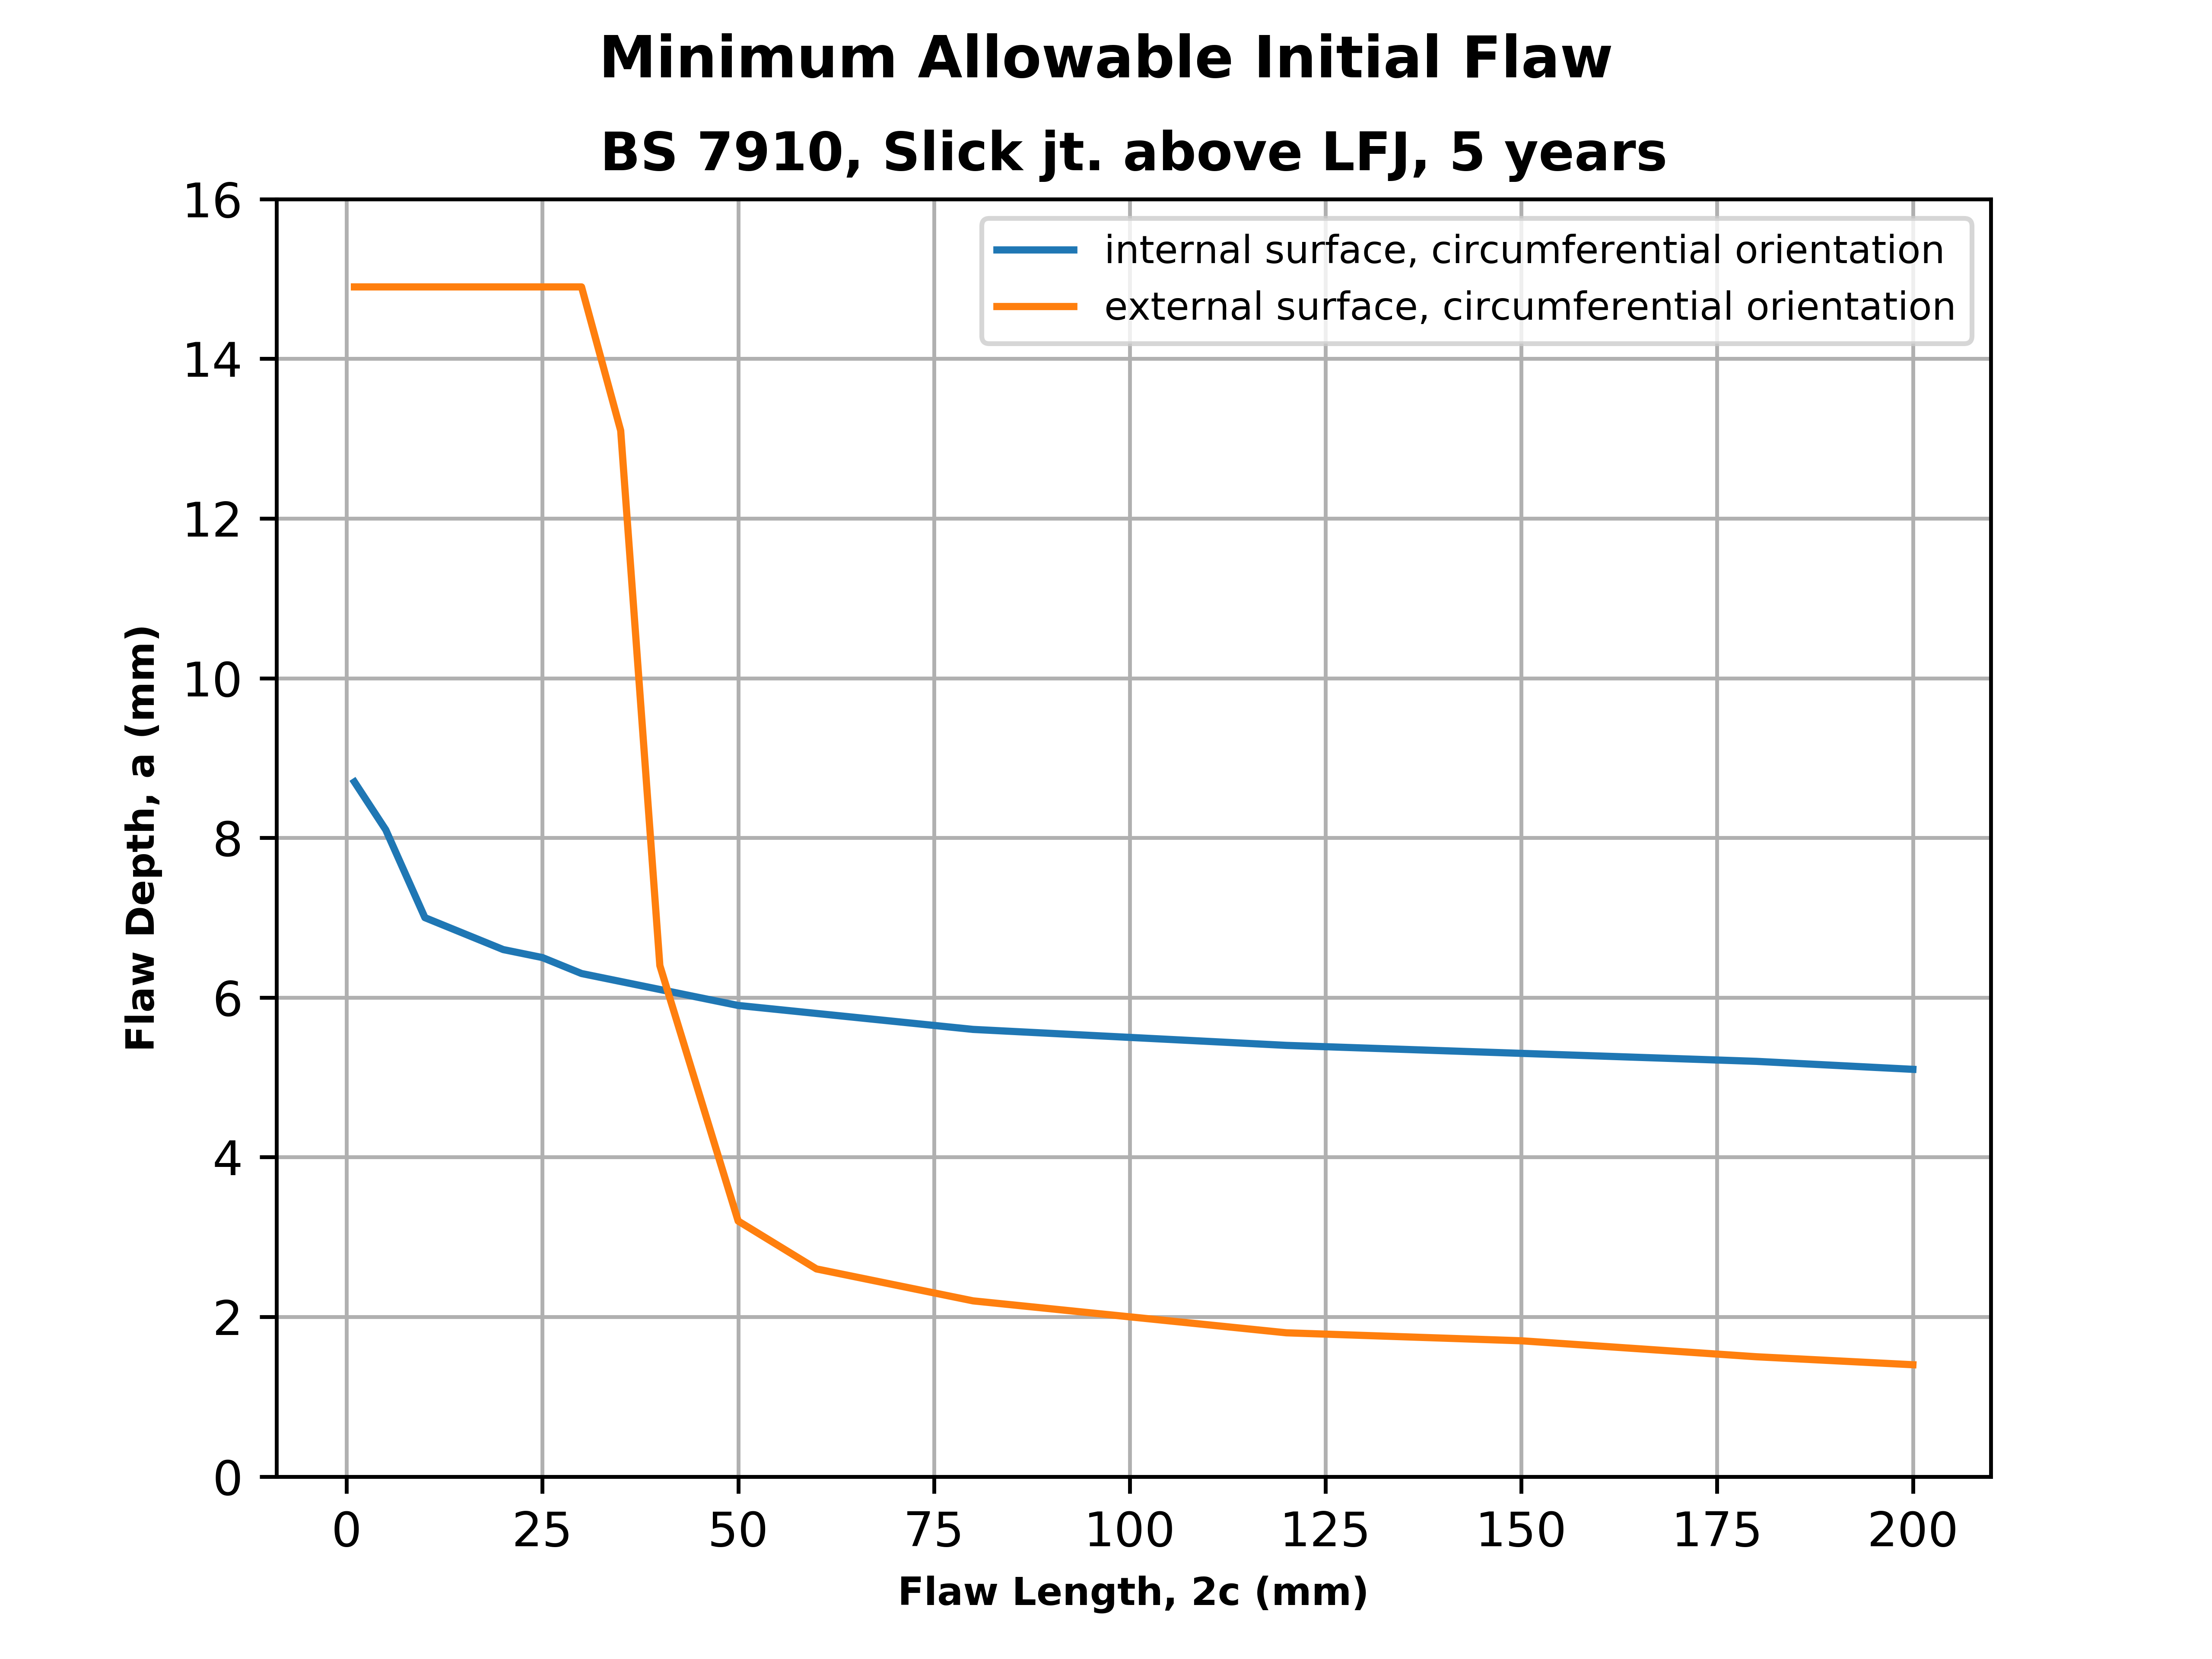 Minimum Allowable Initial Flaw
BS 7910, Slick jt. above LFJ, 5 years
internal surface, circumferential orientation
external surface, circumferential orientation
Flaw Depth, a (mm)
16
14
12
10
8
6
4
2
0
0 25 50 75 100 125 150 175 200
Flaw Length, 2c (mm)